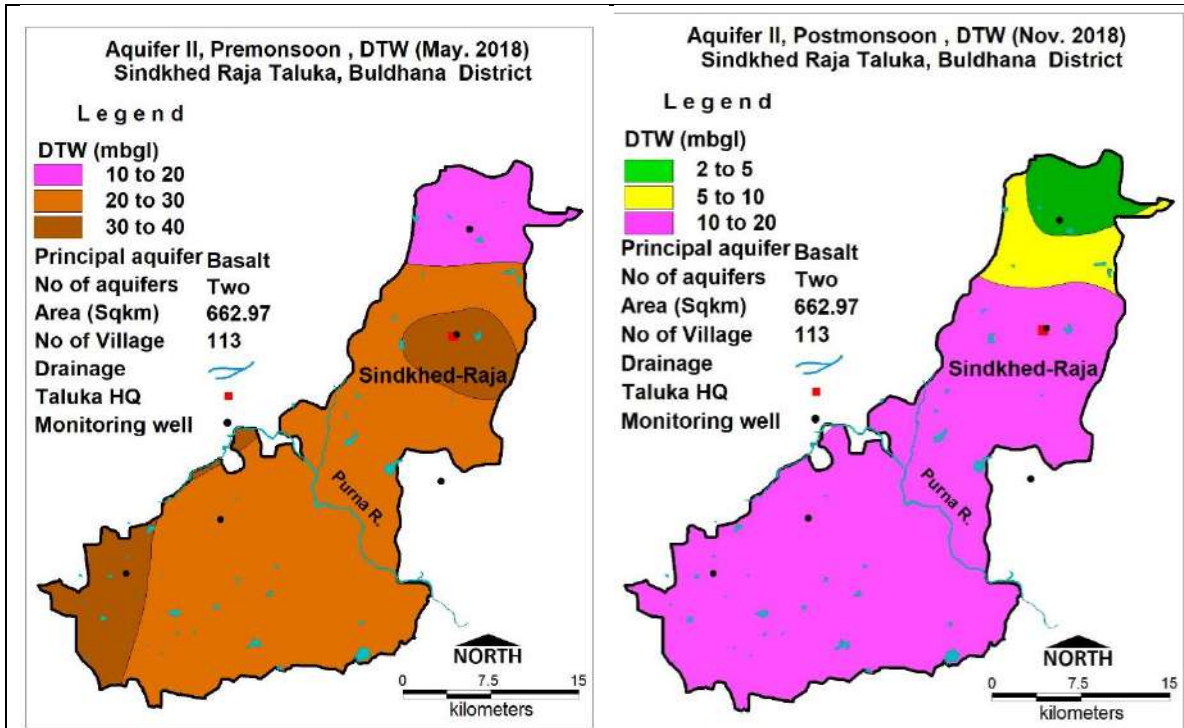 Aquifer II, Premonsoon , DTW (May. 2018)
Sindkhed Raja Taluka, Buldhana District
Legend
DTW (mbgl)
10 to 20
20 to 30
30 to 40
Principal aquifer Basalt
No of aquifers Two
Area (Sqkm) 662.97
No of Village 113
Drainage
Taluka HQ
Monitoring well
Sindkhed-Raja
Purna R.
NORTH
0 7.5 15
kilometers
Aquifer II, Postmonsoon , DTW (Nov. 2018)
Sindkhed Raja Taluka, Buldhana District
Legend
DTW (mbgl)
2 to 5
5 to 10
10 to 20
Principal aquifer Basalt
No of aquifers Two
Area (Sqkm) 662.97
No of Village 113
Drainage
Taluka HQ
Monitoring well
Sindkhed-Raja
Purna R.
NORTH
0 7.5 15
kilometers